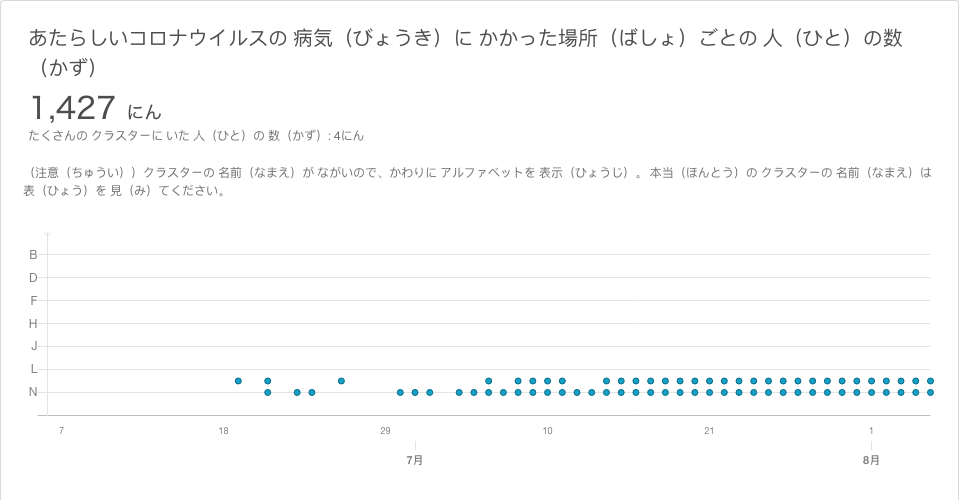 あたらしいコロナウイルスの 病気（びょうき）に かかった場所（ばしょ）ごとの 人（ひと）の数
（かず）
1,427 にん
たくさんの クラスターに いた 人（ひと）の 数（かず）: 4にん
（注意（ちゅうい））クラスターの 名前（なまえ）が ながいので、かわりに アルファベットを 表示（ひょうじ）。 本当（ほんとう）の クラスターの 名前（なまえ）は
表（ひょう）を 見（み）てください。
B
D
F
H
J
L
N
7 18 29 10 21 1
7月 8月